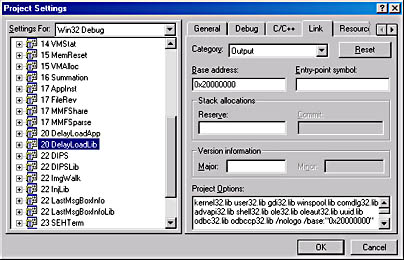 Project Settings
Settings For: Win32 Debug
14 VMStat
15 MemReset
15 VMAlloc
16 Summation
17 AppInst
17 FileRev
17 MMFShare
17 MMFSparse
20 DelayLoadApp
20 DelayLoadLib
22 DIPS
22 DIPSLib
22 ImgWalk
22 InjLib
22 LastMsgBoxInfo
22 LastMsgBoxInfoLib
23 SEHTerm
General Debug C/C++ Link Resourc
Category: Output Reset
Base address: Entry-point symbol:
0x20000000
Stack allocations
Reserve: Commit:
Version information
Major: Minor:
Project Options:
kernel32.lib user32.lib gdi32.lib winspool.lib comdlg32.lib
advapi32.lib shell32.lib ole32.lib oleaut32.lib uuid.lib
odbc32.lib odbccp32.lib /nologo /base:"0x20000000"
OK Cancel